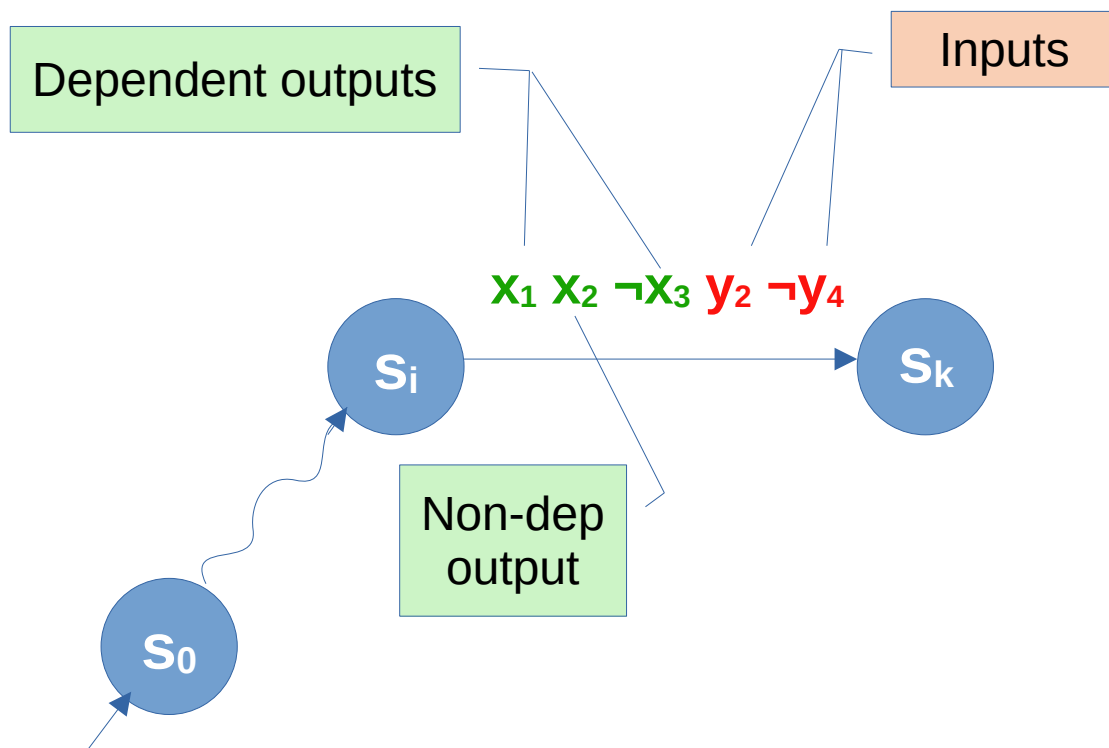 Dependent outputs
Inputs
x₁ x₂ ¬x₃ y₂ ¬y₄
sᵢ
sₖ
Non-dep
output
s₀